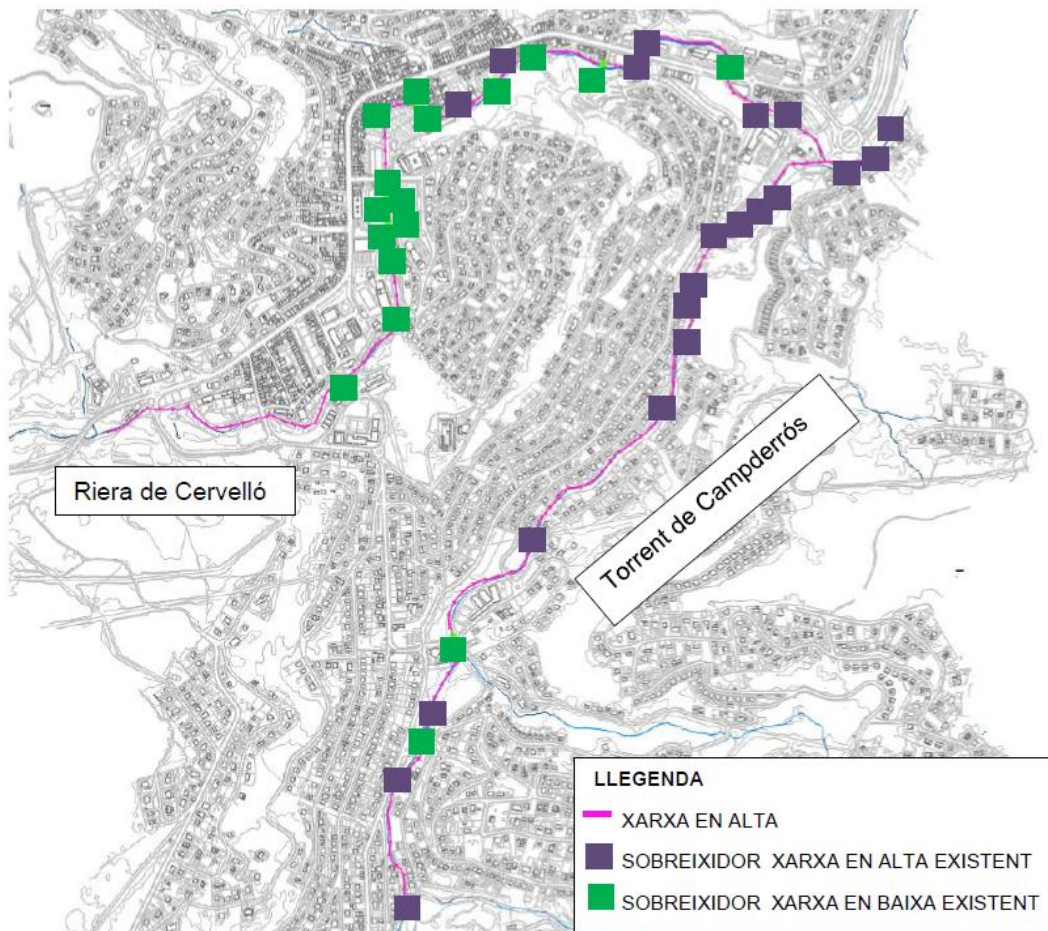 Riera de Cervelló
Torrent de Campderrós
LLEGENDA
XARXA EN ALTA
SOBREIXIDOR XARXA EN ALTA EXISTENT
SOBREIXIDOR XARXA EN BAIXA EXISTENT